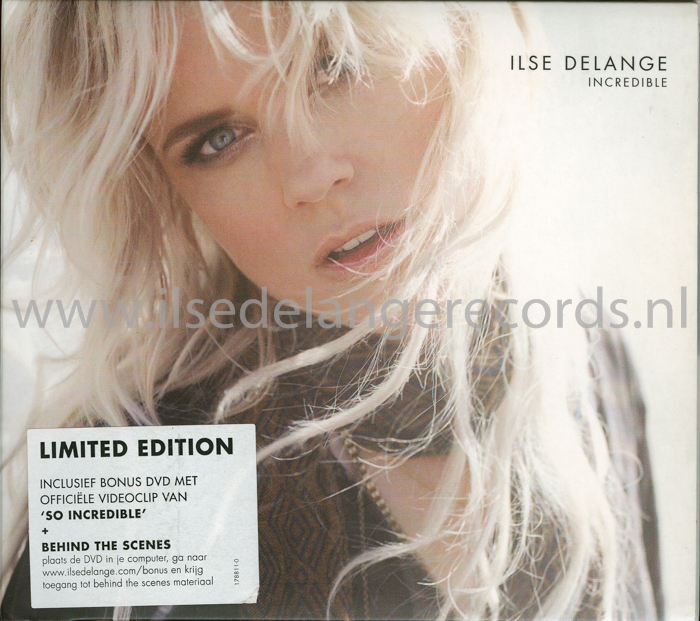 ILSE DELANGE
INCREDIBLE
www.ilsedelangerecords.nl
LIMITED EDITION
INCLUSIEF BONUS DVD MET
OFFICIËLE VIDEOCLIP VAN
‘SO INCREDIBLE’
+
BEHIND THE SCENES
plaats de DVD in je computer, ga naar
www.ilsedelange.com/bonus en krijg
toegang tot behind the scenes materiaal
178811-0